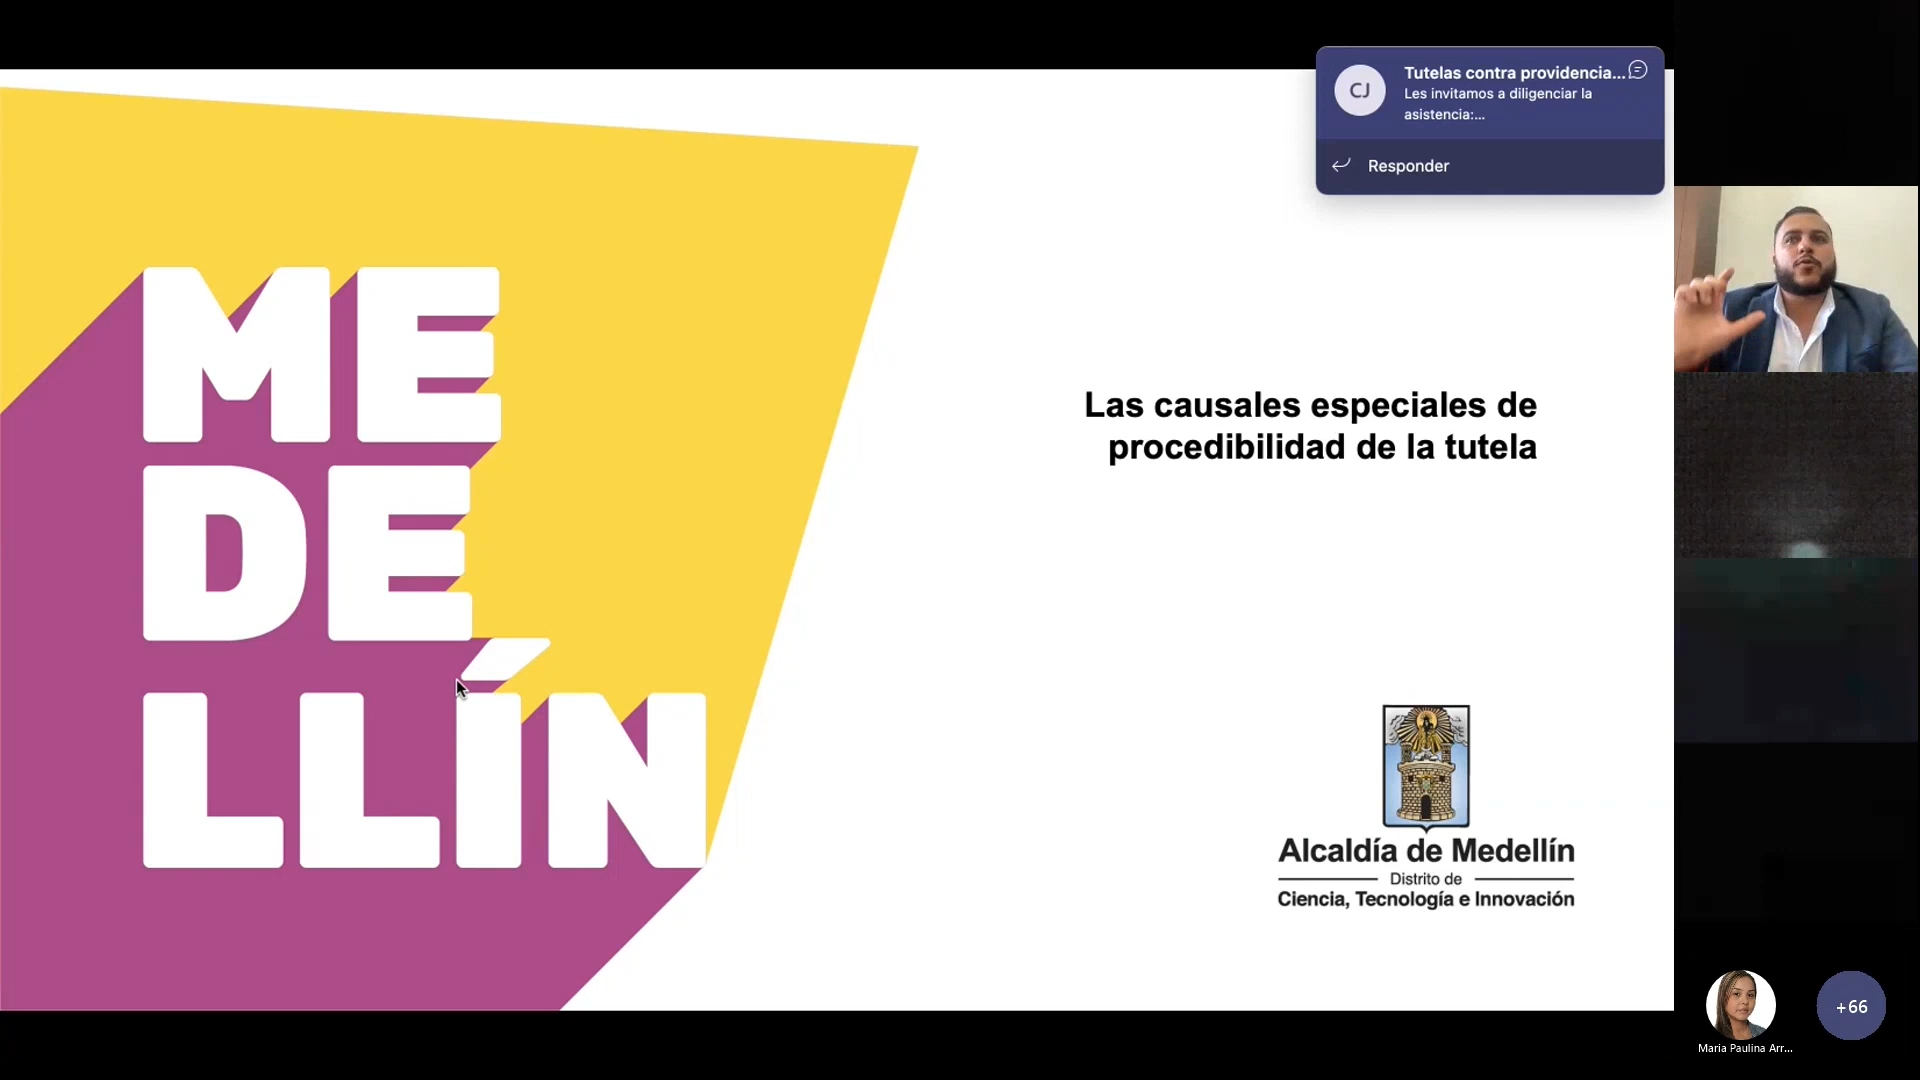 Tutelas contra providencia...
CJ
Les invitamos a diligenciar la
asistencia:...
Responder
ME
DE
LLÍN
Las causales especiales de
procedibilidad de la tutela
Alcaldía de Medellín
Distrito de
Ciencia, Tecnología e Innovación
+66
Maria Paulina Arr...